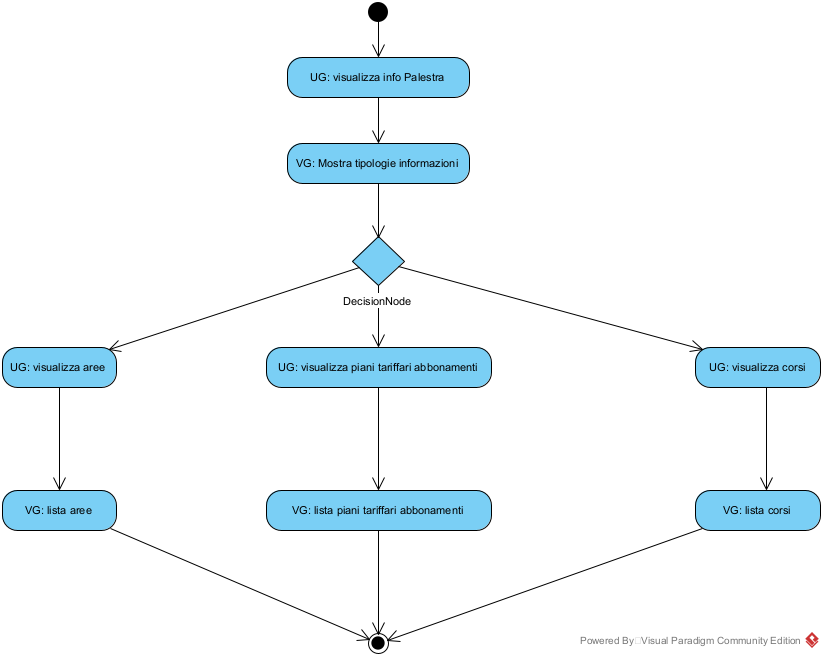 UG: visualizza info Palestra
VG: Mostra tipologie informazioni
DecisionNode
UG: visualizza aree
UG: visualizza piani tariffari abbonamenti
UG: visualizza corsi
VG: lista aree
VG: lista piani tariffari abbonamenti
VG: lista corsi
Powered By Visual Paradigm Community Edition